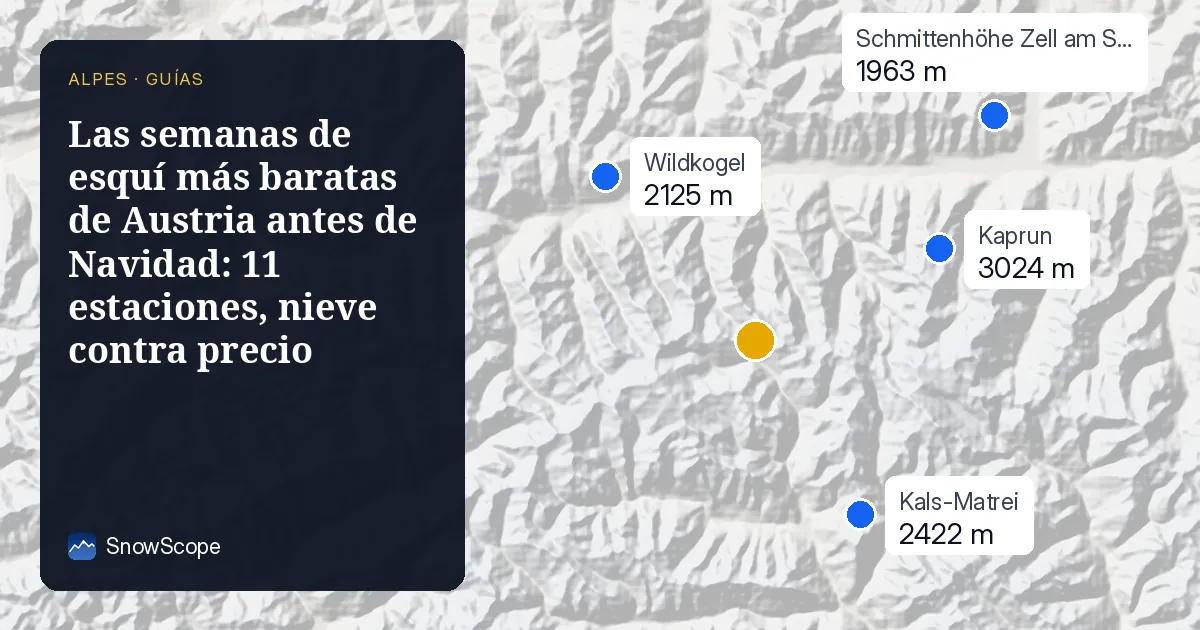 ALPES · GUÍAS
Las semanas de
esquí más baratas
de Austria antes de
Navidad: 11
estaciones, nieve
contra precio
SnowScope
Schmittenhöhe Zell am S...
1963 m
Wildkogel
2125 m
Kaprun
3024 m
Kals-Matrei
2422 m